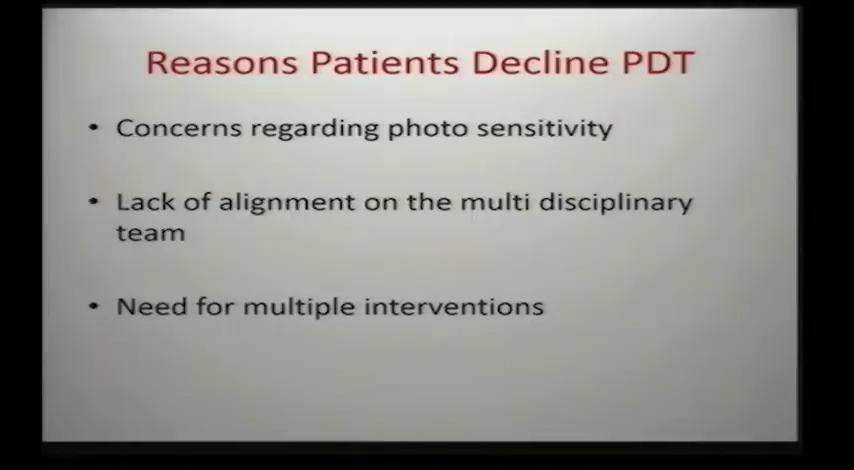 Reasons Patients Decline PDT
• Concerns regarding photo sensitivity
• Lack of alignment on the multi disciplinary
team
• Need for multiple interventions